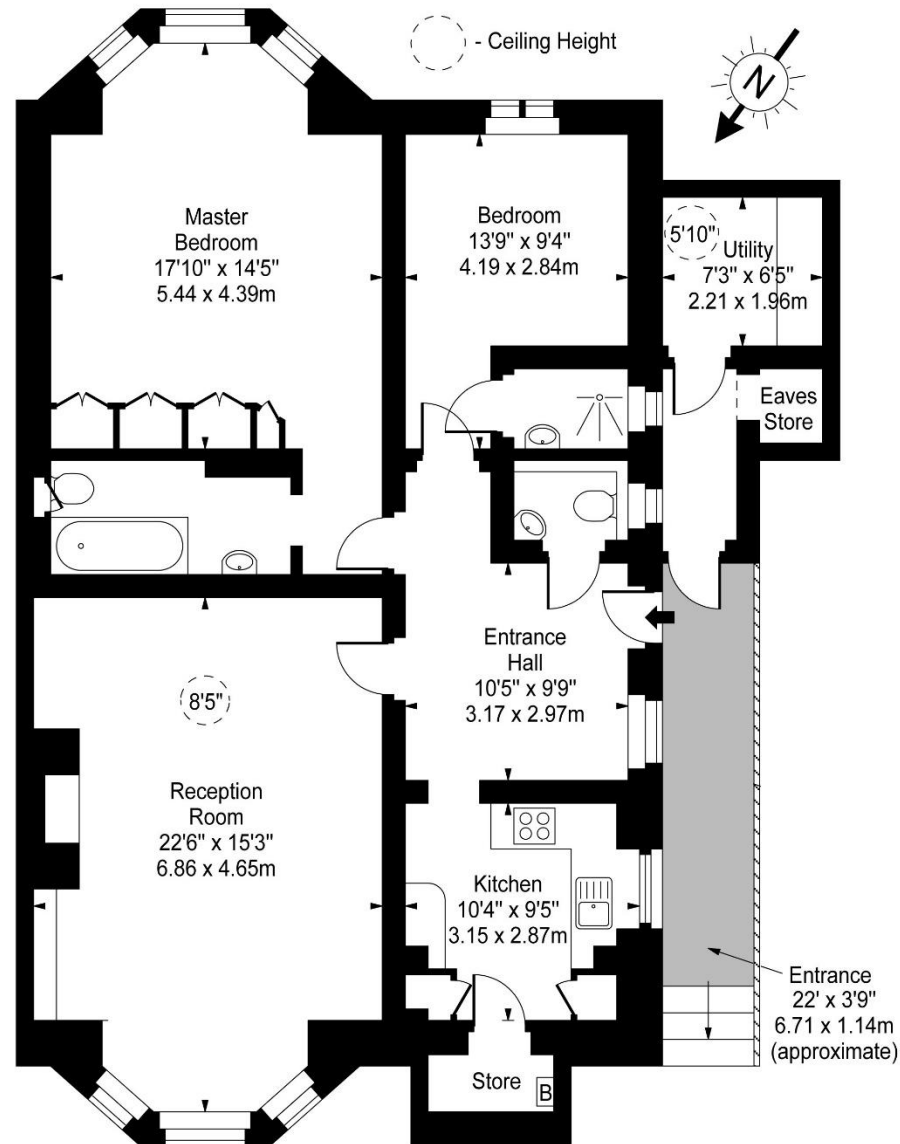 - Ceiling Height
N
Master
Bedroom
17'10" x 14'5"
5.44 x 4.39m
Bedroom
13'9" x 9'4"
4.19 x 2.84m
5'10"
Utility
7'3" x 6'5"
2.21 x 1.96m
Eaves
Store
Entrance
Hall
10'5" x 9'9"
3.17 x 2.97m
8'5"
Reception
Room
22'6" x 15'3"
6.86 x 4.65m
Kitchen
10'4" x 9'5"
3.15 x 2.87m
Entrance
22' x 3'9"
6.71 x 1.14m
(approximate)
Store
B